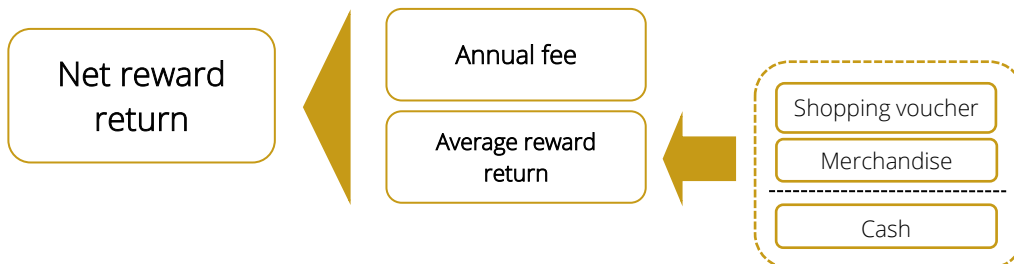 Net reward
return
Annual fee
Average reward
return
Shopping voucher
Merchandise
Cash